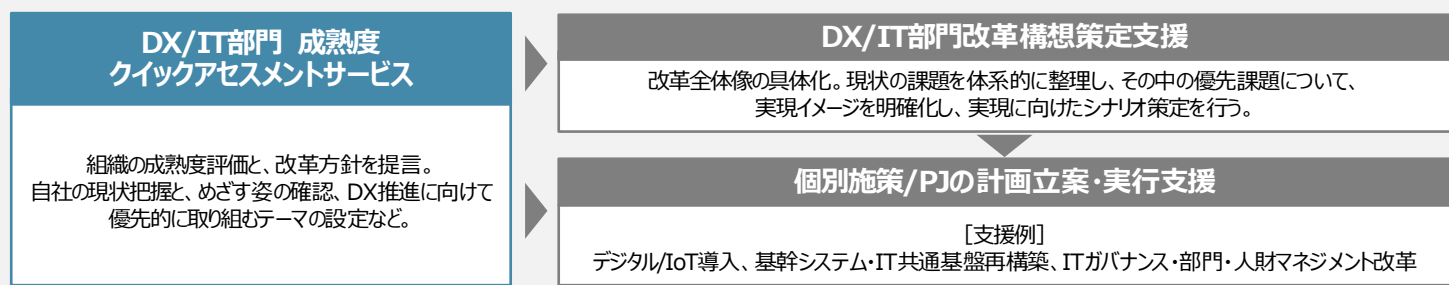 DX/IT部門 成熟度
クイックアセスメントサービス
組織の成熟度評価と、改革方針を提言。
自社の現状把握と、めざす姿の確認、DX推進に向けて
優先的に取り組むテーマの設定など。
DX/IT部門改革構想策定支援
改革全体像の具体化。現状の課題を体系的に整理し、その中の優先課題について、
実現イメージを明確化し、実現に向けたシナリオ策定を行う。
個別施策/PJの計画立案・実行支援
[支援例]
デジタル/IoT導入、基幹システム・IT共通基盤再構築、ITガバナンス・部門・人財マネジメント改革